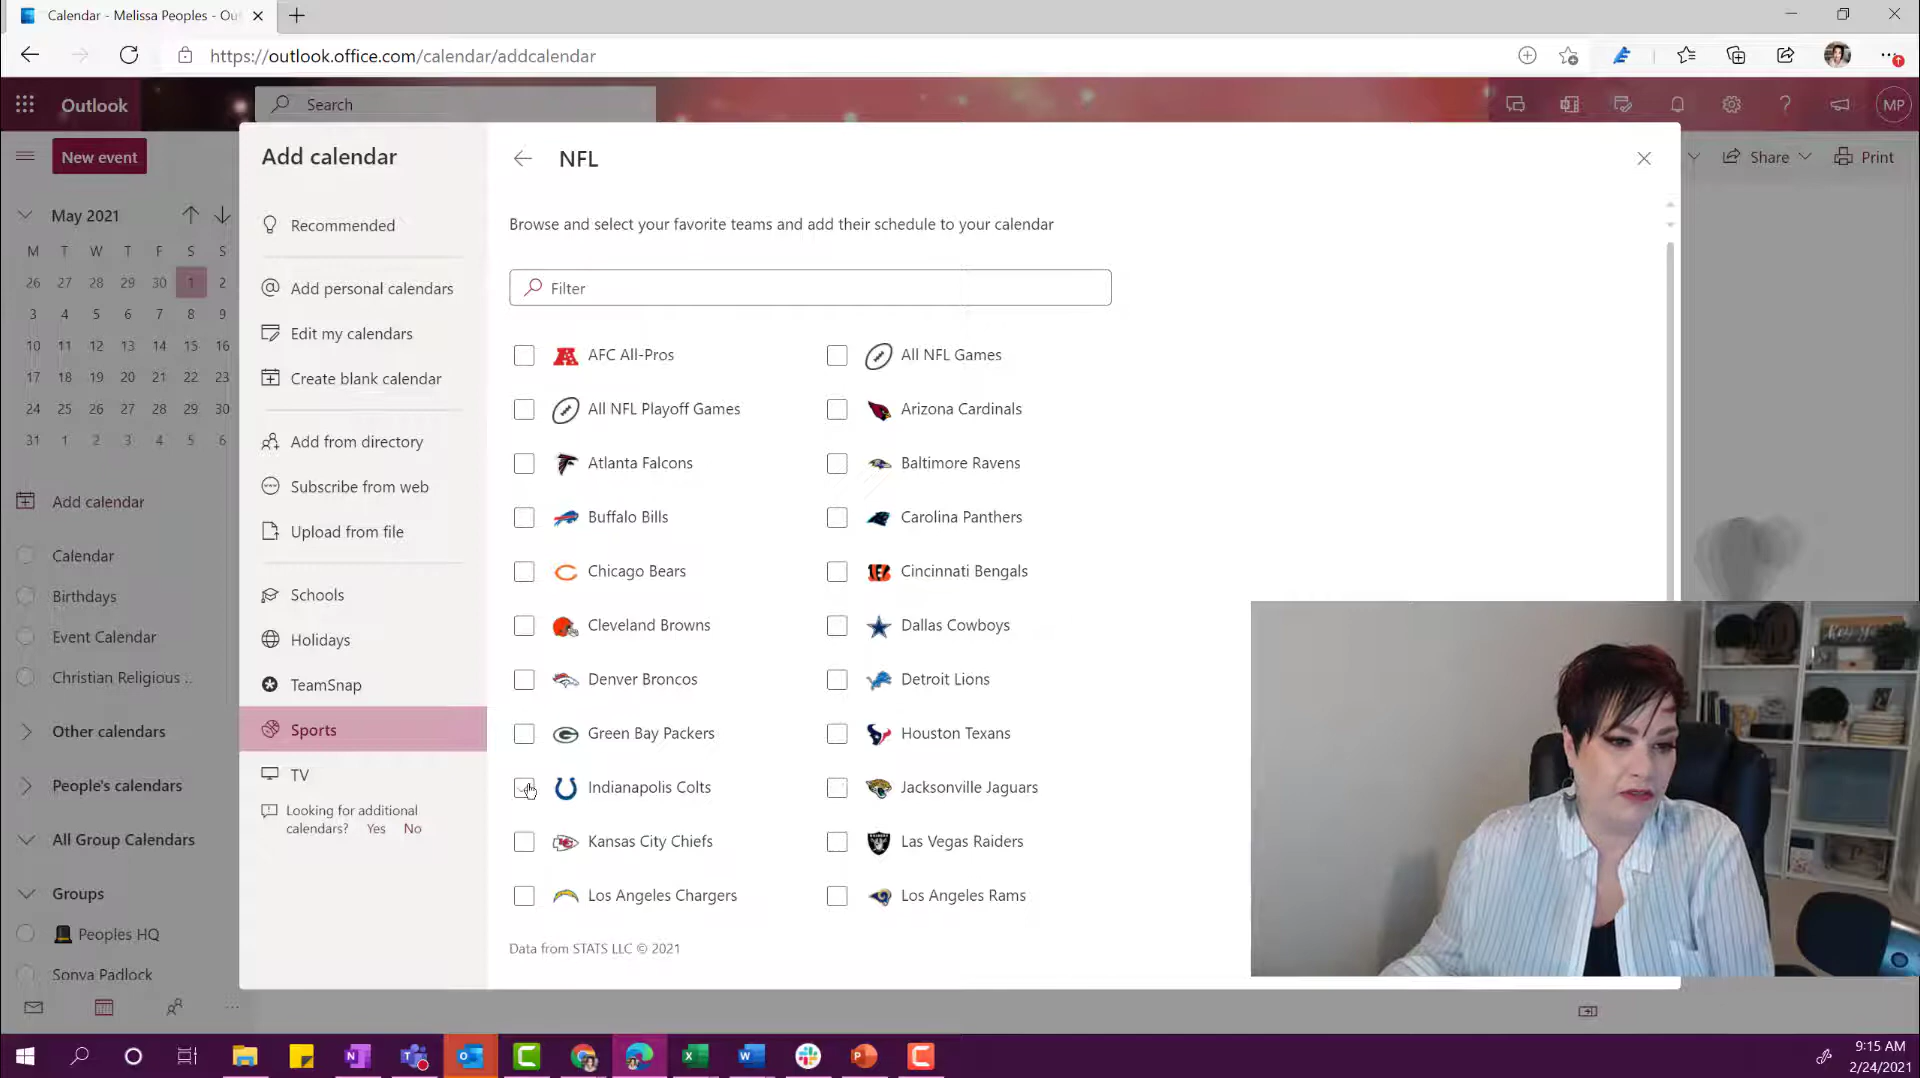 Calendar - Melissa Peoples - Ou
https://outlook.office.com/calendar/addcalendar
Outlook
Search
MP
New event
Share
Print
May 2021
M T W T F S S
26 27 28 29 30 1 2
3 4 5 6 7 8 9
10 11 12 13 14 15 16
17 18 19 20 21 22 23
24 25 26 27 28 29 30
31 1 2 3 4 5 6
Add calendar
Calendar
Birthdays
Event Calendar
Christian Religious ..
Other calendars
People's calendars
All Group Calendars
Groups
Peoples HQ
Sonya Padlock
Add calendar
Recommended
Add personal calendars
Edit my calendars
Create blank calendar
Add from directory
Subscribe from web
Upload from file
Schools
Holidays
TeamSnap
Sports
TV
Looking for additional
calendars? Yes No
NFL
Browse and select your favorite teams and add their schedule to your calendar
Filter
AFC All-Pros
All NFL Games
All NFL Playoff Games
Arizona Cardinals
Atlanta Falcons
Baltimore Ravens
Buffalo Bills
Carolina Panthers
Chicago Bears
Cincinnati Bengals
Cleveland Browns
Dallas Cowboys
Denver Broncos
Detroit Lions
Green Bay Packers
Houston Texans
Indianapolis Colts
Jacksonville Jaguars
Kansas City Chiefs
Las Vegas Raiders
Los Angeles Chargers
Los Angeles Rams
Data from STATS LLC © 2021
9:15 AM
2/24/2021